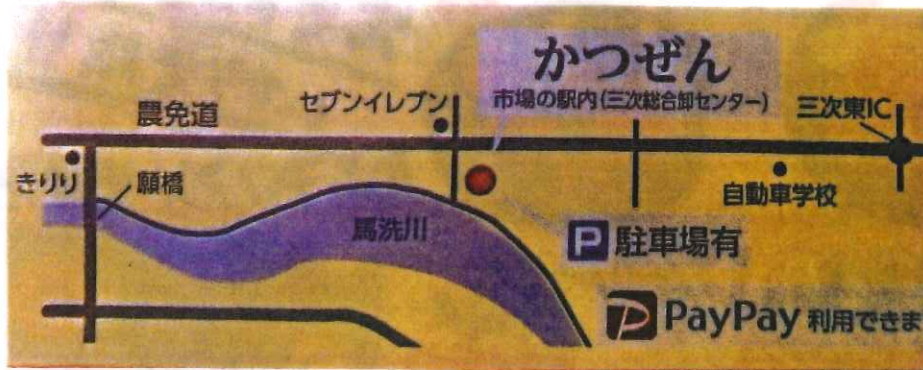 かつぜん
市場の駅内(三次総合卸センター)
セブンイレブン
農免道
三次東IC
きりり
願橋
自動車学校
馬洗川
P 駐車場有
PayPay 利用できま